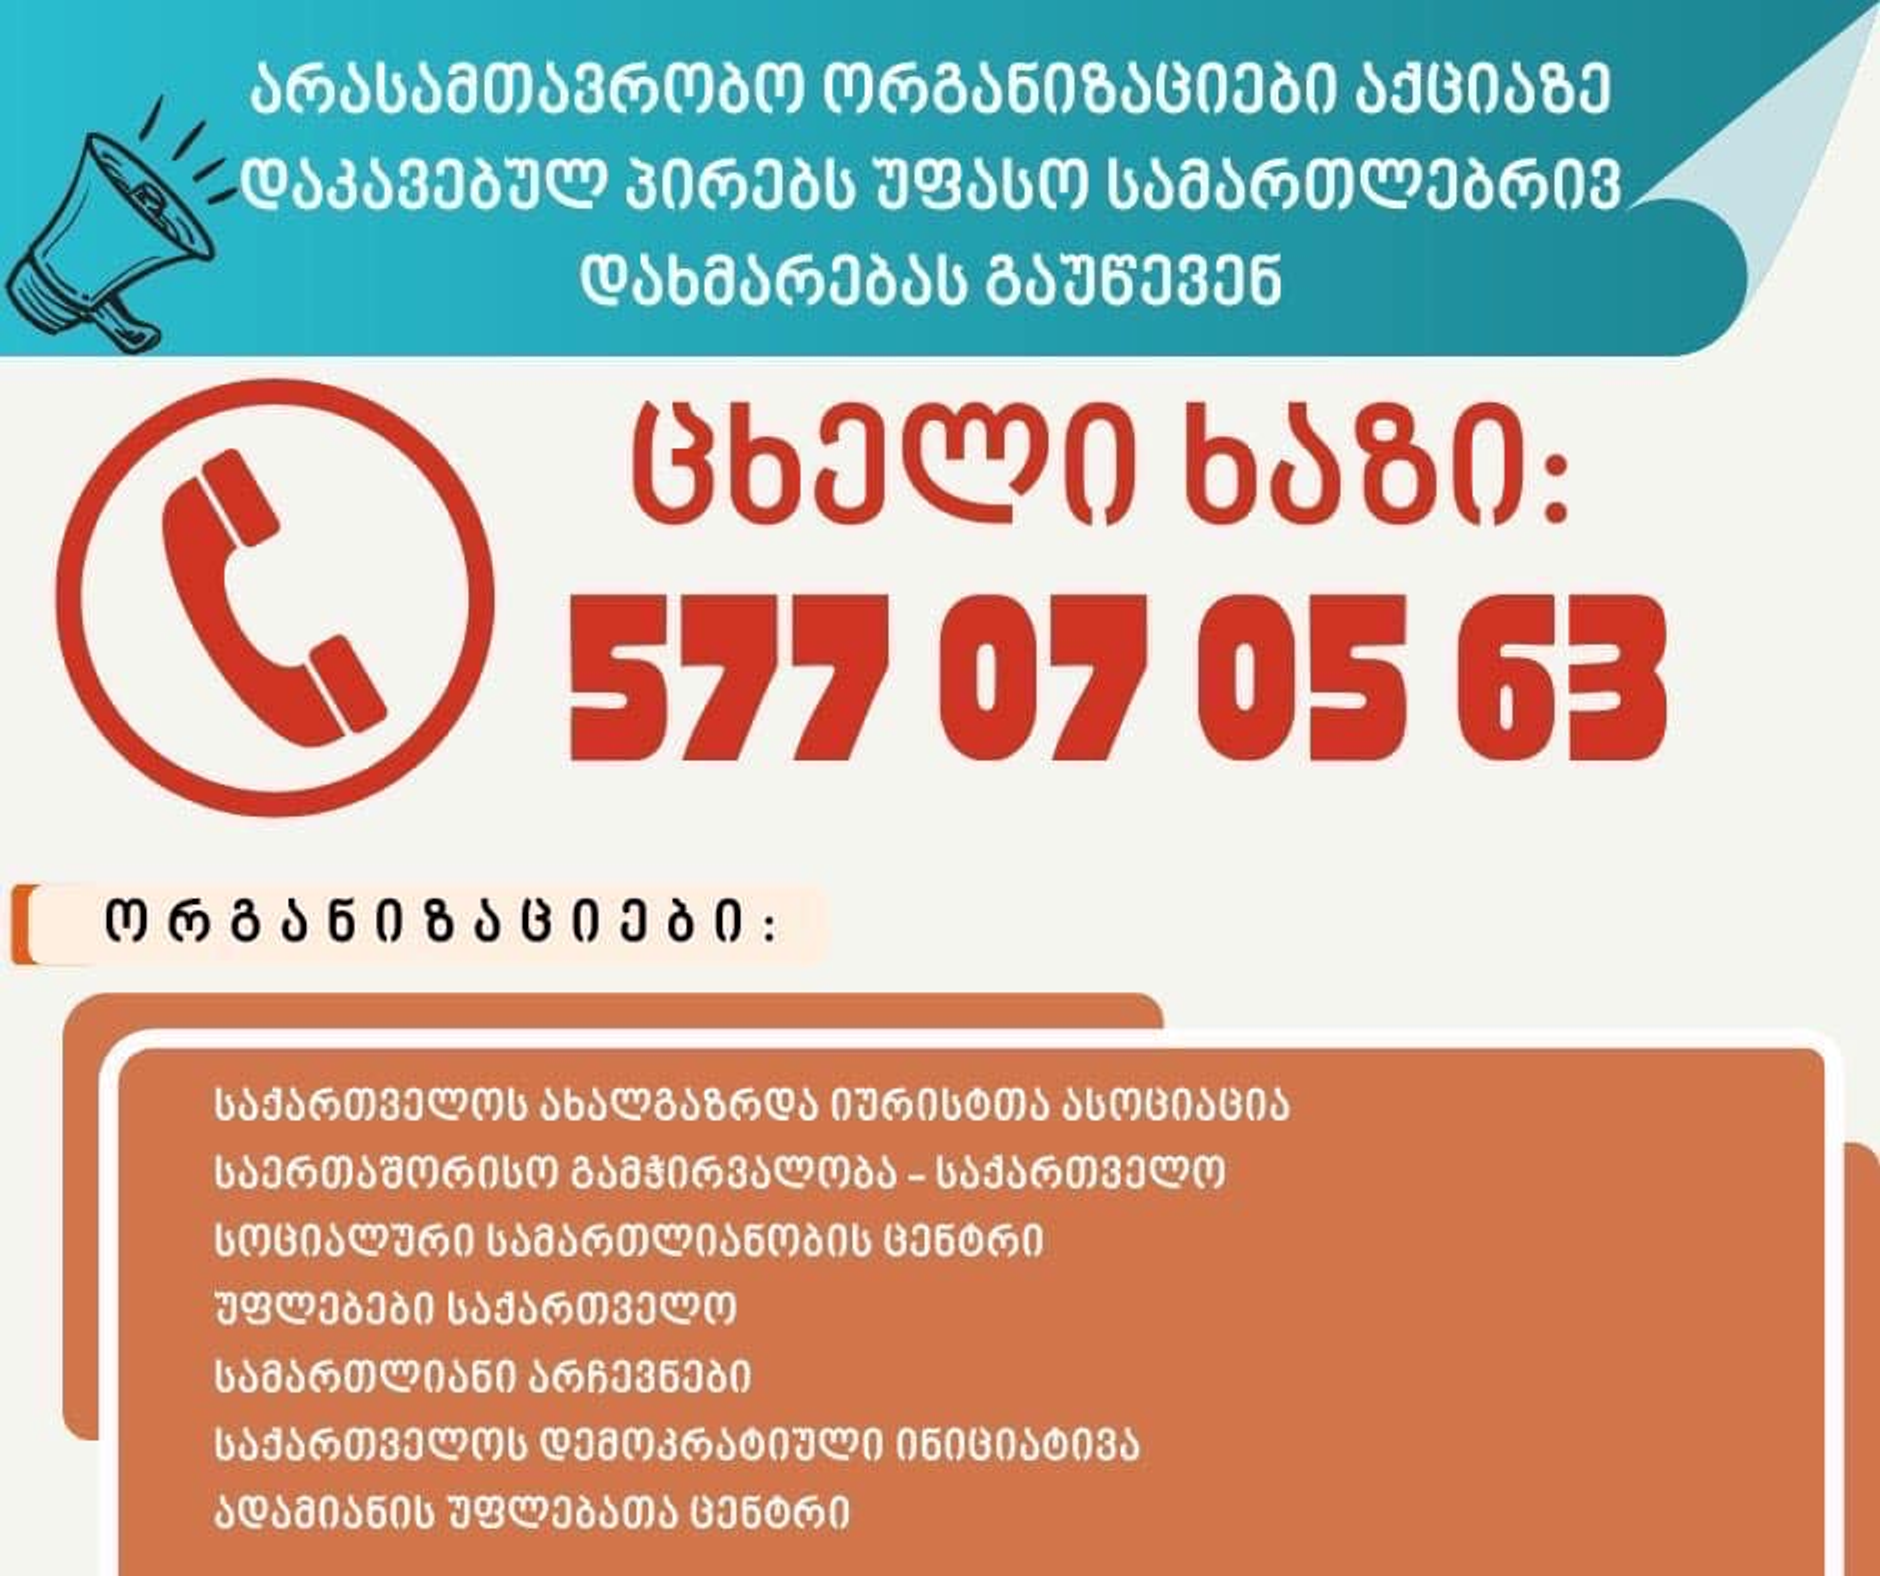 არასამთავრობო ორგანიზაციები აქციაზე
დაკავებულ პირებს უფასო სამართლებრივ
დახმარებას გაუწევენ
ცხელი ხაზი:
577 07 05 63
ორგანიზაციები:
საქართველოს ახალგაზრდა იურისტთა ასოციაცია
საერთაშორისო გამჭირვალობა – საქართველო
სოციალური სამართლიანობის ცენტრი
უფლებები საქართველო
სამართლიანი არჩევნები
საქართველოს დემოკრატიული ინიციატივა
ადამიანის უფლებათა ცენტრი